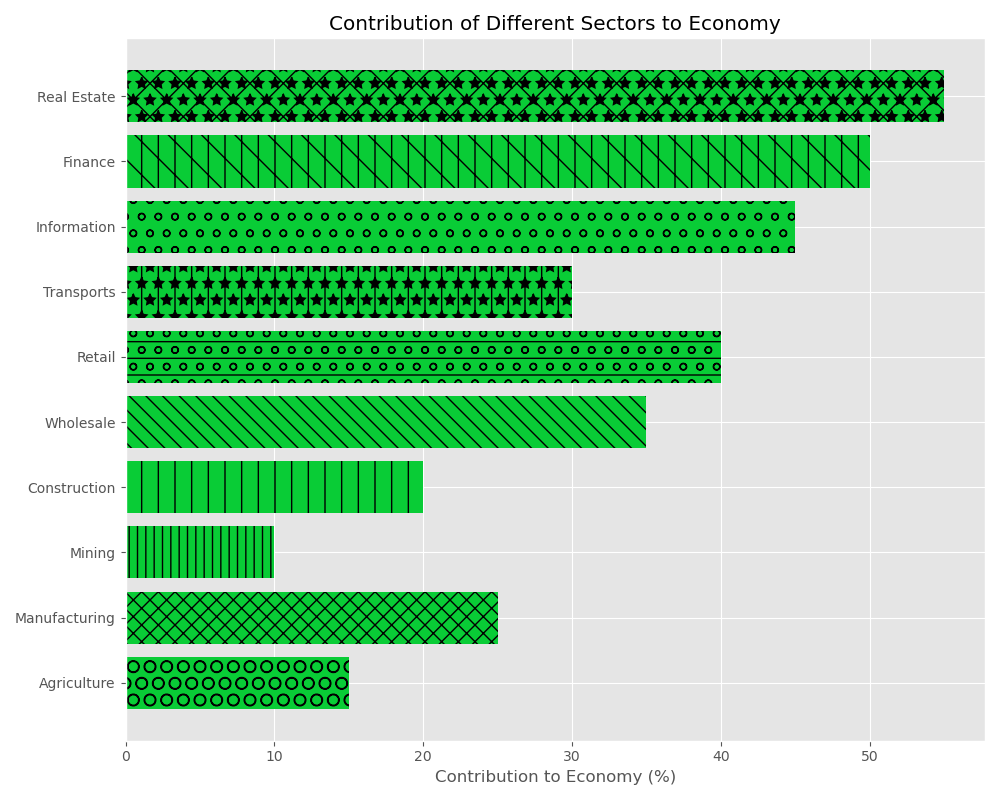 Contribution of Different Sectors to Economy
Real Estate
Finance
Information
Transports
Retail
Wholesale
Construction
Mining
Manufacturing
Agriculture
0 10 20 30 40 50
Contribution to Economy (%)